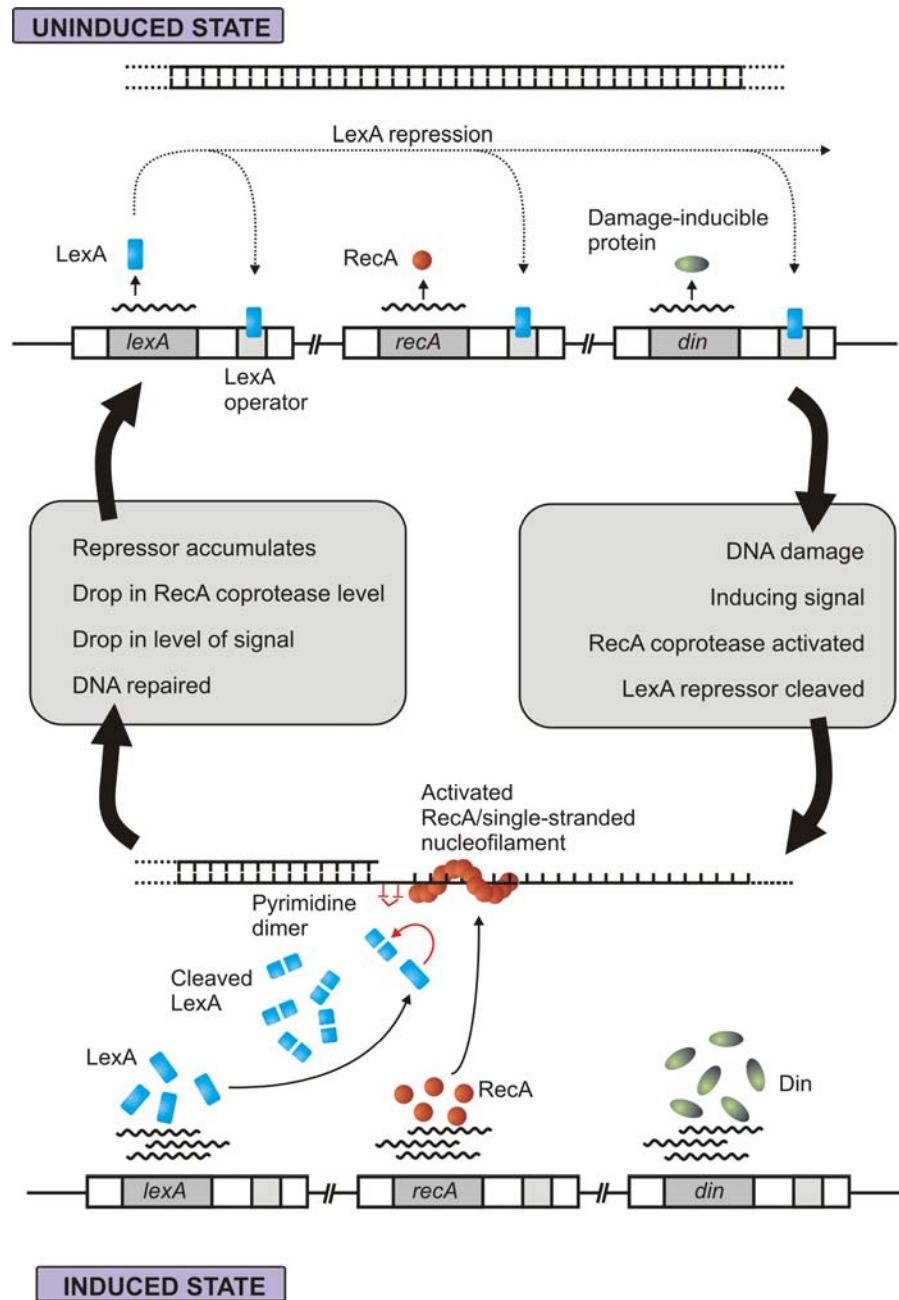 UNINDUCED STATE
LexA repression
LexA
RecA
Damage-inducible
protein
lexA
recA
din
LexA
operator
Repressor accumulates
Drop in RecA coprotease level
Drop in level of signal
DNA repaired
DNA damage
Inducing signal
RecA coprotease activated
LexA repressor cleaved
Activated
RecA/single-stranded
nucleofilament
Pyrimidine
dimer
Cleaved
LexA
LexA
RecA
Din
lexA
recA
din
INDUCED STATE